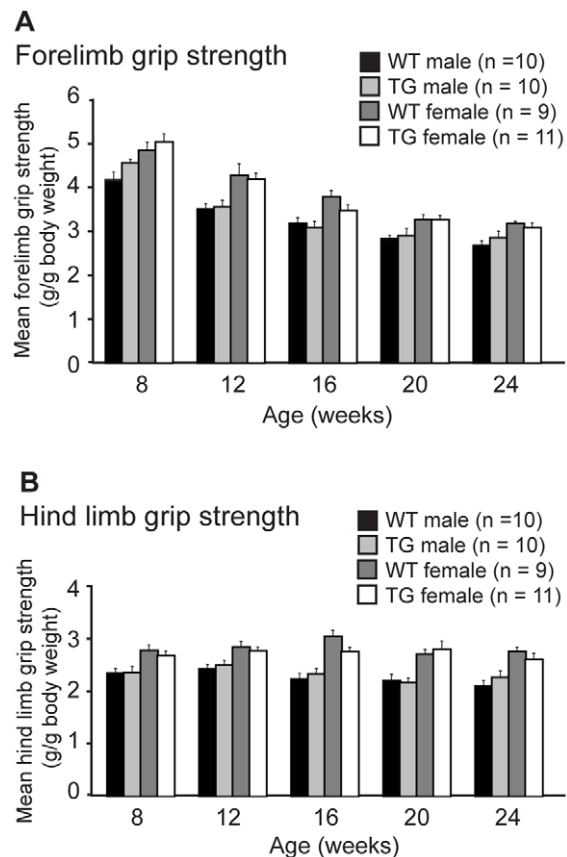 A
Forelimb grip strength
WT male (n =10)
TG male (n = 10)
WT female (n = 9)
TG female (n = 11)
Mean forelimb grip strength
(g/g body weight)
6
5
4
3
2
1
0
8 12 16 20 24
Age (weeks)
B
Hind limb grip strength
WT male (n =10)
TG male (n = 10)
WT female (n = 9)
TG female (n = 11)
Mean hind limb grip strength
(g/g body weight)
4
3
2
1
0
8 12 16 20 24
Age (weeks)